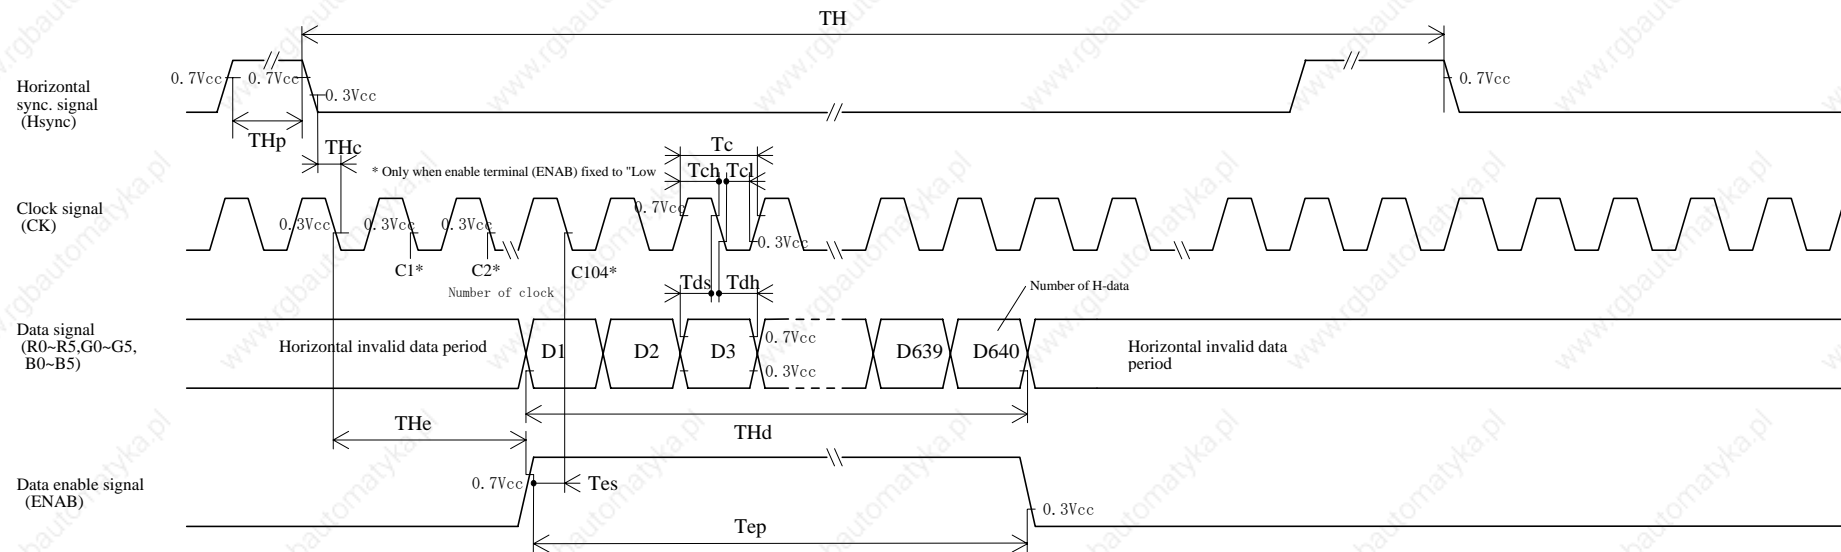 TH
0.7Vcc
0.7Vcc
0.3Vcc
0.7Vcc
Horizontal
sync. signal
(Hsync)
THp
THc
Tc
* Only when enable terminal (ENAB) fixed to "Low
Tch
Tcl
Clock signal
(CK)
0.3Vcc
0.3Vcc
0.3Vcc
0.7Vcc
0.3Vcc
C1*
C2*
C104*
Number of clock
Tds
Tdh
Number of H-data
Data signal
(R0~R5,G0~G5,
B0~B5)
Horizontal invalid data period
D1
D2
D3
0.7Vcc
0.3Vcc
D639
D640
Horizontal invalid data
period
THe
THd
Data enable signal
(ENAB)
0.7Vcc
Tes
0.3Vcc
Tep
www.rgbautomatyka.pl